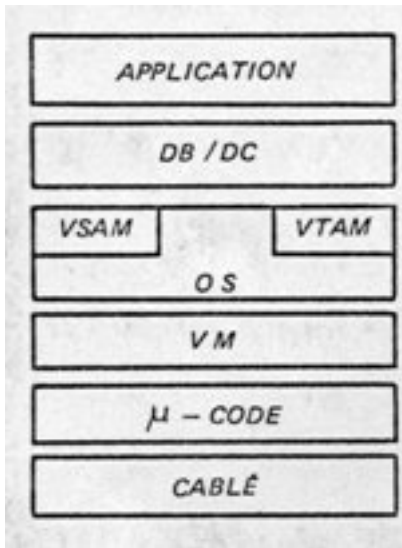 APPLICATION
DB / DC
VSAM VTAM
OS
VM
μ - CODE
CABLÉ